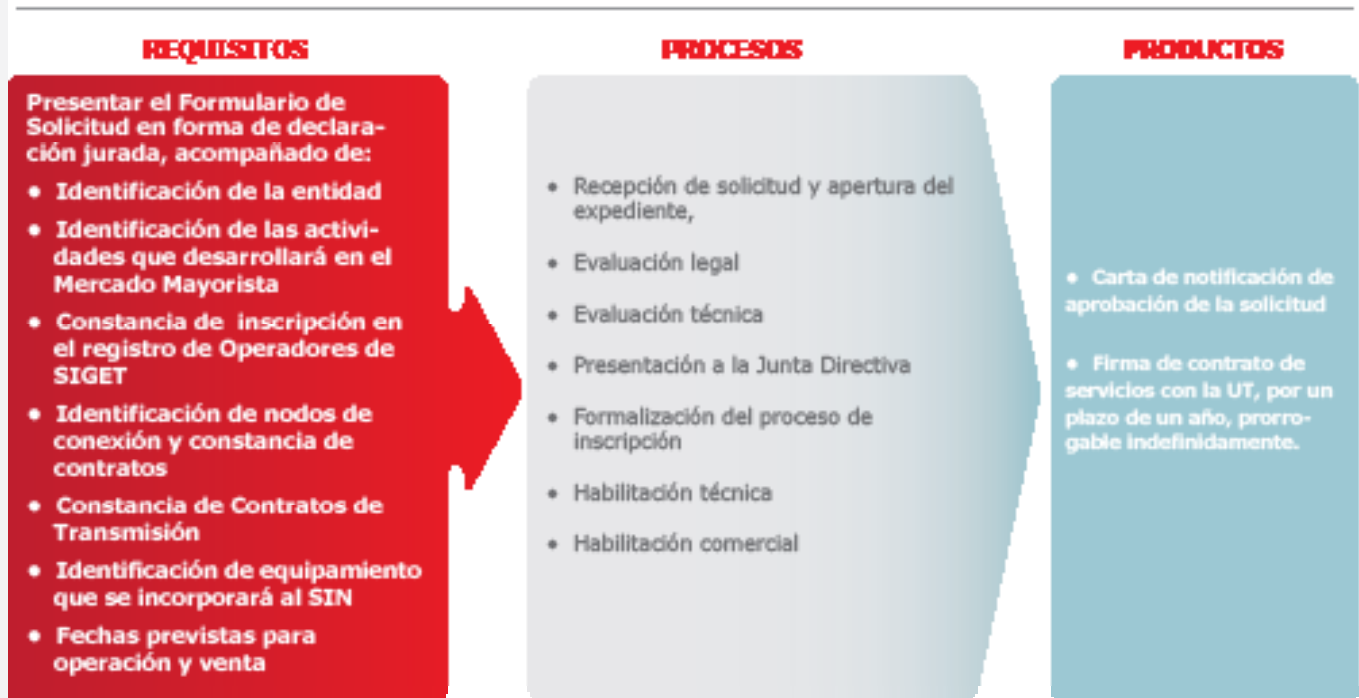 REQUISITOS
Presentar el Formulario de
Solicitud en forma de declara-
ción jurada, acompañado de:
• Identificación de la entidad
• Identificación de las activi-
dades que desarrollará en el
Mercado Mayorista
• Constancia de inscripción en
el registro de Operadores de
SIGET
• Identificación de nodos de
conexión y constancia de
contratos
• Constancia de Contratos de
Transmisión
• Identificación de equipamiento
que se incorporará al SIN
• Fechas previstas para
operación y venta
PROCESOS
• Recepción de solicitud y apertura del
expediente,
• Evaluación legal
• Evaluación técnica
• Presentación a la Junta Directiva
• Formalización del proceso de
inscripción
• Habilitación técnica
• Habilitación comercial
PRODUCTOS
• Carta de notificación de
aprobación de la solicitud
• Firma de contrato de
servicios con la UT, por un
plazo de un año, prorro-
gable indefinidamente.